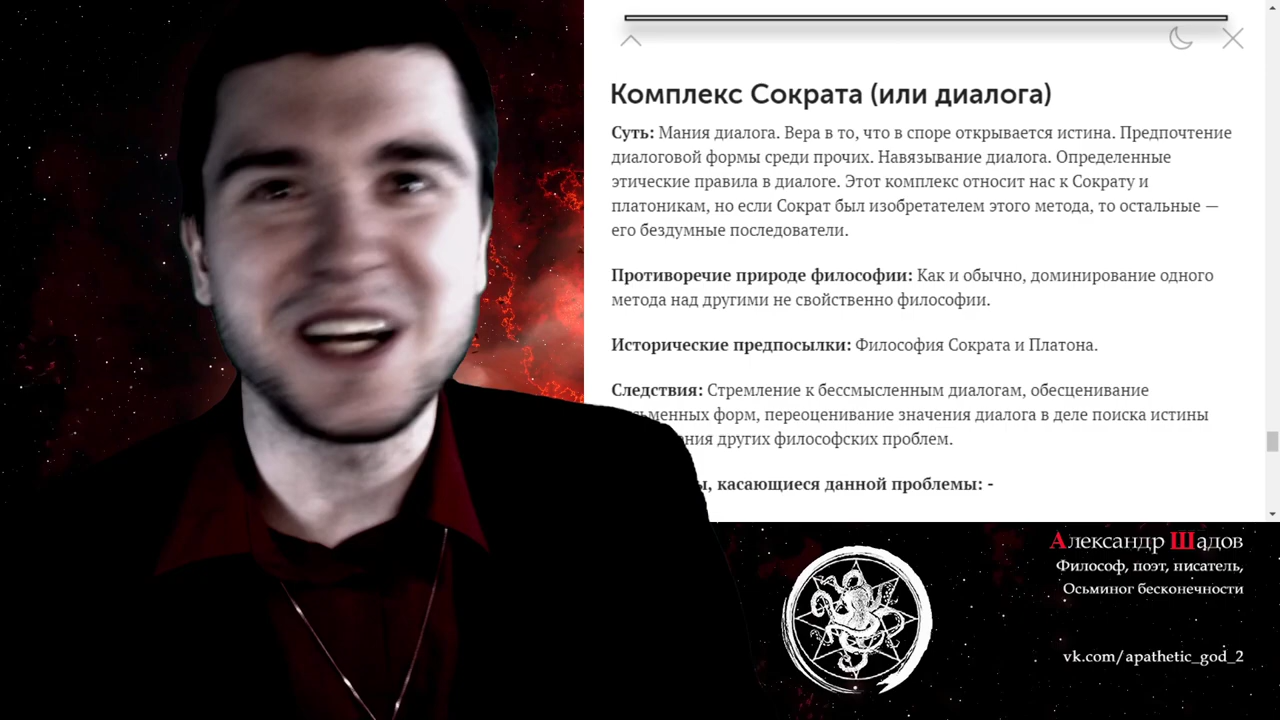 Комплекс Сократа (или диалога)
Суть: Мания диалога. Вера в то, что в споре открывается истина. Предпочтение
диалоговой формы среди прочих. Навязывание диалога. Определенные
этические правила в диалоге. Этот комплекс относит нас к Сократу и
платоникам, но если Сократ был изобретателем этого метода, то остальные —
его бездумные последователи.
Противоречие природе философии: Как и обычно, доминирование одного
метода над другими не свойственно философии.
Исторические предпосылки: Философия Сократа и Платона.
Следствия: Стремление к бессмысленным диалогам, обесценивание
форм, переоценивание значения диалога в деле поиска истины
других философских проблем.
касающиеся данной проблемы: -
Александр Шадов
Философ, поэт, писатель,
Осьминог бесконечности
vk.com/apathetic_god_2